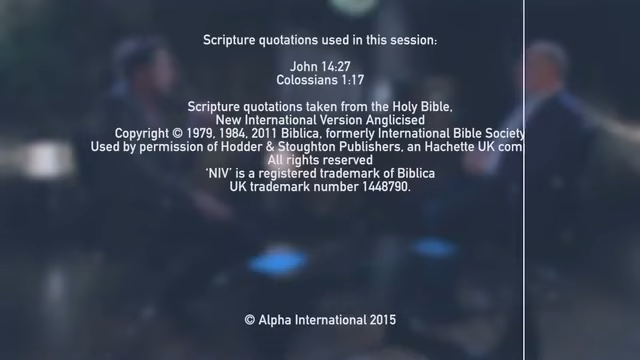 Scripture quotations used in this session:
John 14:27
Colossians 1:17
Scripture quotations taken from the Holy Bible,
New International Version Anglicised
Copyright © 1979, 1984, 2011 Biblica, formerly International Bible Society
Used by permission of Hodder & Stoughton Publishers, an Hachette UK com
All rights reserved
‘NIV’ is a registered trademark of Biblica
UK trademark number 1448790.
© Alpha International 2015